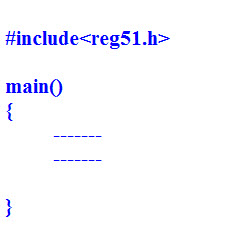 #include<reg51.h>
main()
{
-------
-------
}